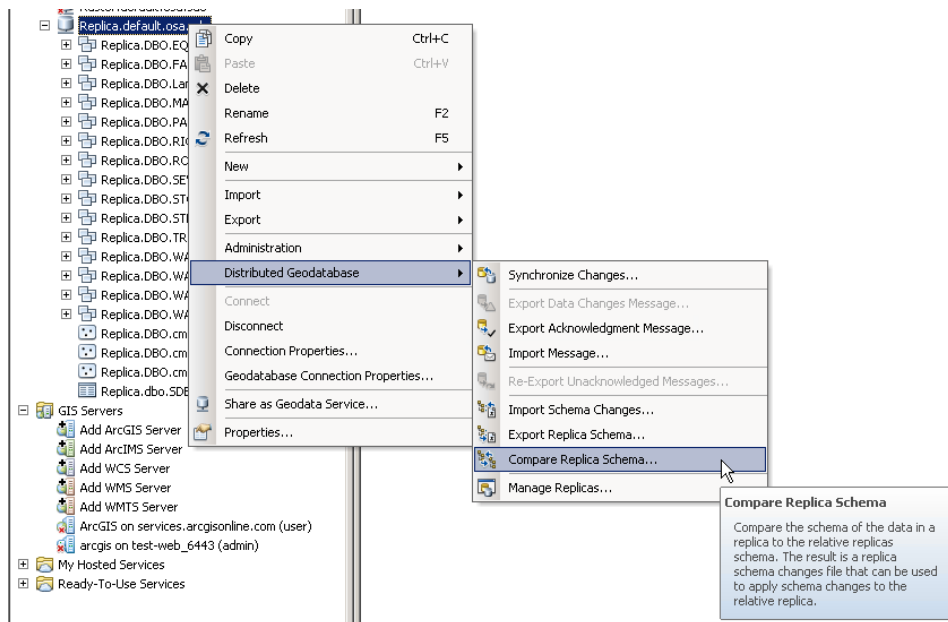 Replica.default.osa.
Replica.DBO.EQ
Replica.DBO.FA
Replica.DBO.Lar
Replica.DBO.MA
Replica.DBO.PA
Replica.DBO.RI
Replica.DBO.RO
Replica.DBO.SE
Replica.DBO.ST
Replica.DBO.ST
Replica.DBO.TR
Replica.DBO.WA
Replica.DBO.WA
Replica.DBO.WA
Replica.DBO.WA
Replica.DBO.cm
Replica.DBO.cm
Replica.DBO.cm
Replica.dbo.SDE
GIS Servers
Add ArcGIS Server
Add ArcIMS Server
Add WCS Server
Add WMS Server
Add WMTS Server
ArcGIS on services.arcgisonline.com (user)
arcgis on test-web_6443 (admin)
My Hosted Services
Ready-To-Use Services
Copy Ctrl+C
Paste Ctrl+V
Delete
Rename F2
Refresh F5
New
Import
Export
Administration
Distributed Geodatabase
Connect
Disconnect
Connection Properties...
Geodatabase Connection Properties...
Share as Geodata Service...
Properties...
Synchronize Changes...
Export Data Changes Message...
Export Acknowledgment Message...
Import Message...
Re-Export Unacknowledged Messages...
Import Schema Changes...
Export Replica Schema...
Compare Replica Schema...
Manage Replicas...
Compare Replica Schema
Compare the schema of the data in a
replica to the relative replicas
schema. The result is a replica
schema changes file that can be used
to apply schema changes to the
relative replica.